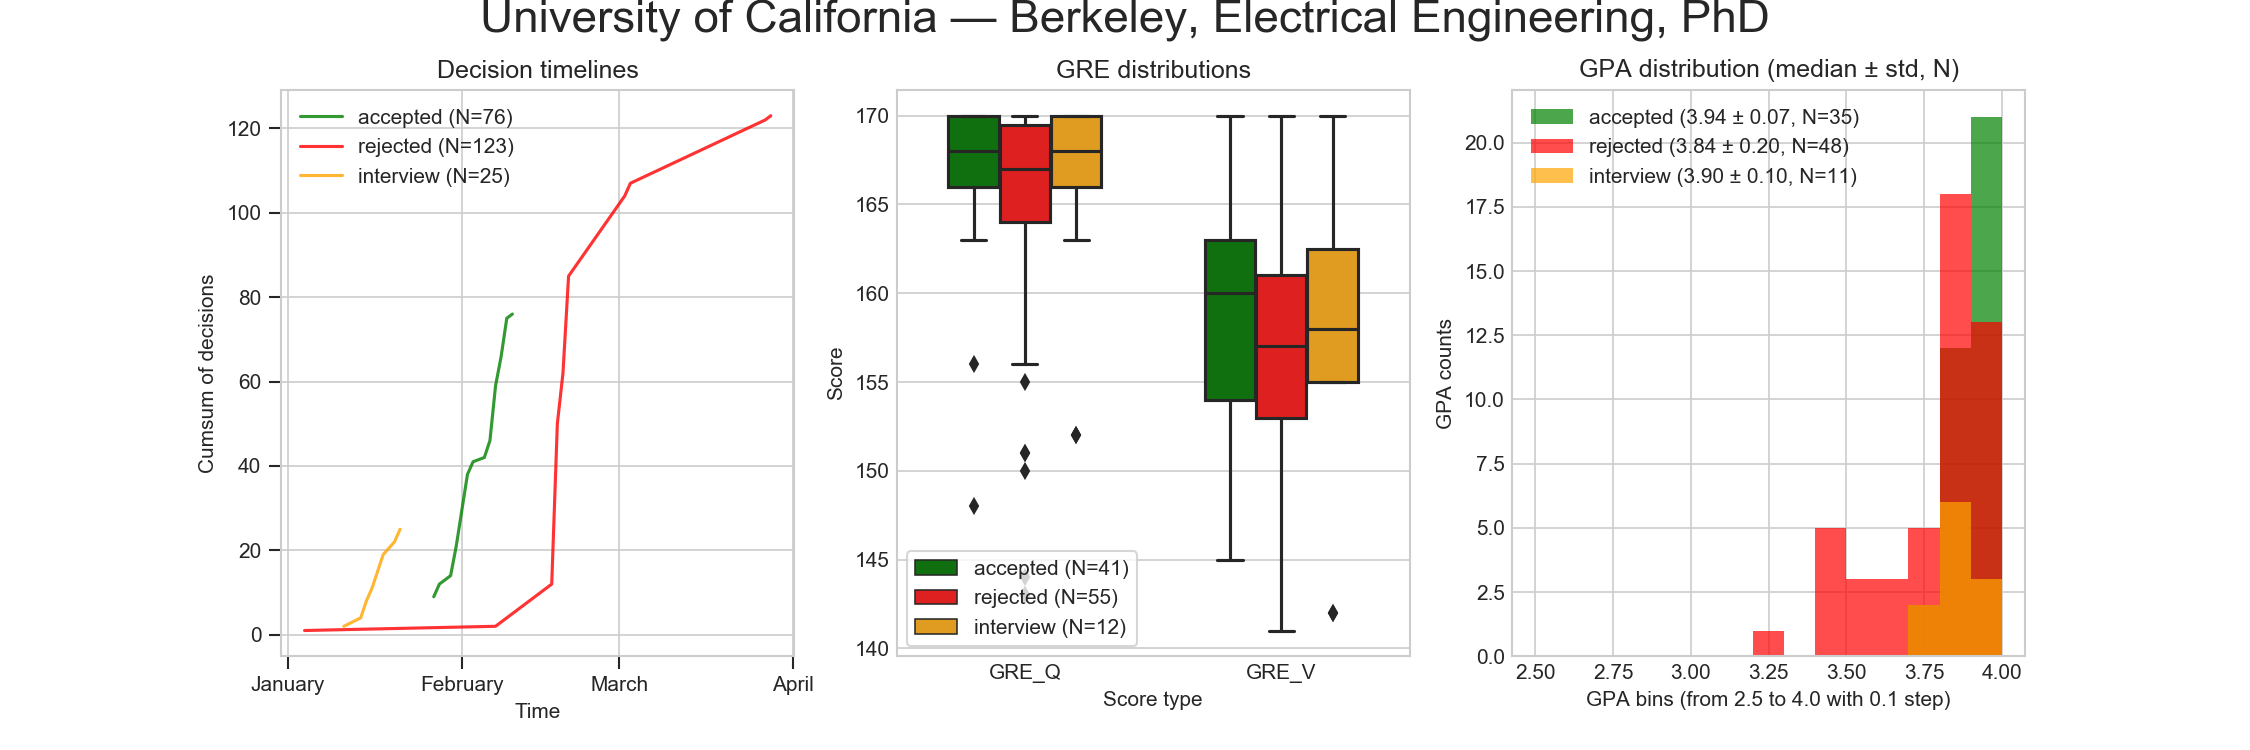 University of California — Berkeley, Electrical Engineering, PhD
Decision timelines
accepted (N=76)
rejected (N=123)
interview (N=25)
120
100
80
60
40
20
0
Cumsum of decisions
January February March April
Time
GRE distributions
170
165
160
155
150
145
140
Score
accepted (N=41)
rejected (N=55)
interview (N=12)
GRE_Q GRE_V
Score type
GPA distribution (median ± std, N)
accepted (3.94 ± 0.07, N=35)
rejected (3.84 ± 0.20, N=48)
interview (3.90 ± 0.10, N=11)
20.0
17.5
15.0
12.5
10.0
7.5
5.0
2.5
0.0
GPA counts
2.50 2.75 3.00 3.25 3.50 3.75 4.00
GPA bins (from 2.5 to 4.0 with 0.1 step)